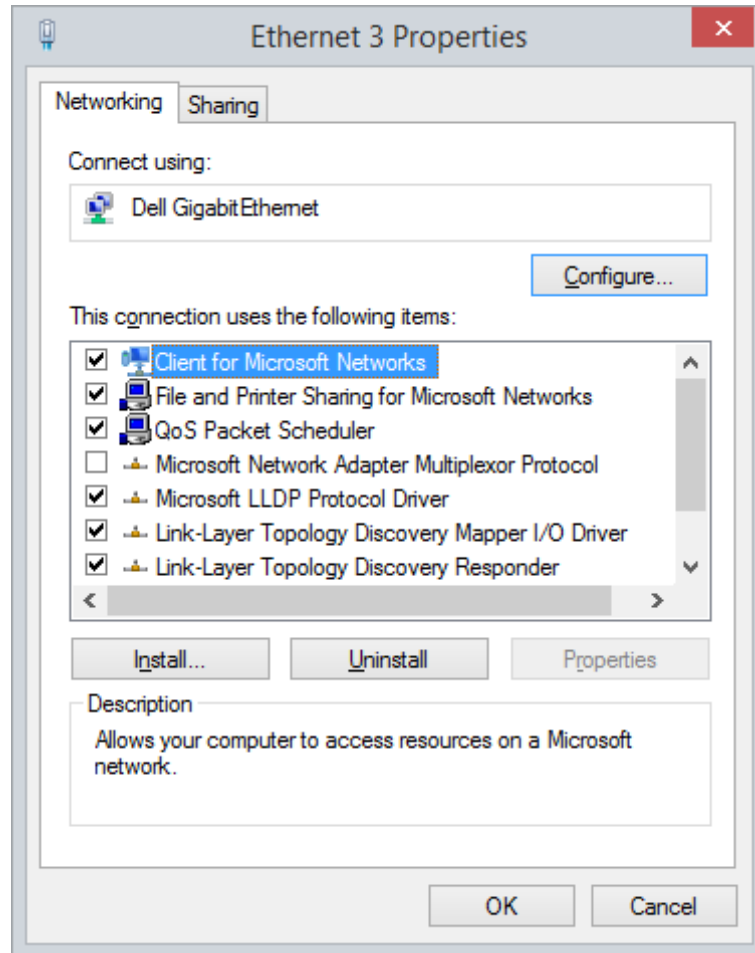 Ethernet 3 Properties
Networking
Sharing
Connect using:
Dell GigabitEthernet
Configure...
This connection uses the following items:
Client for Microsoft Networks
File and Printer Sharing for Microsoft Networks
QoS Packet Scheduler
Microsoft Network Adapter Multiplexor Protocol
Microsoft LLDP Protocol Driver
Link-Layer Topology Discovery Mapper I/O Driver
Link-Layer Topology Discovery Responder
Install...
Uninstall
Properties
Description
Allows your computer to access resources on a Microsoft
network.
OK
Cancel